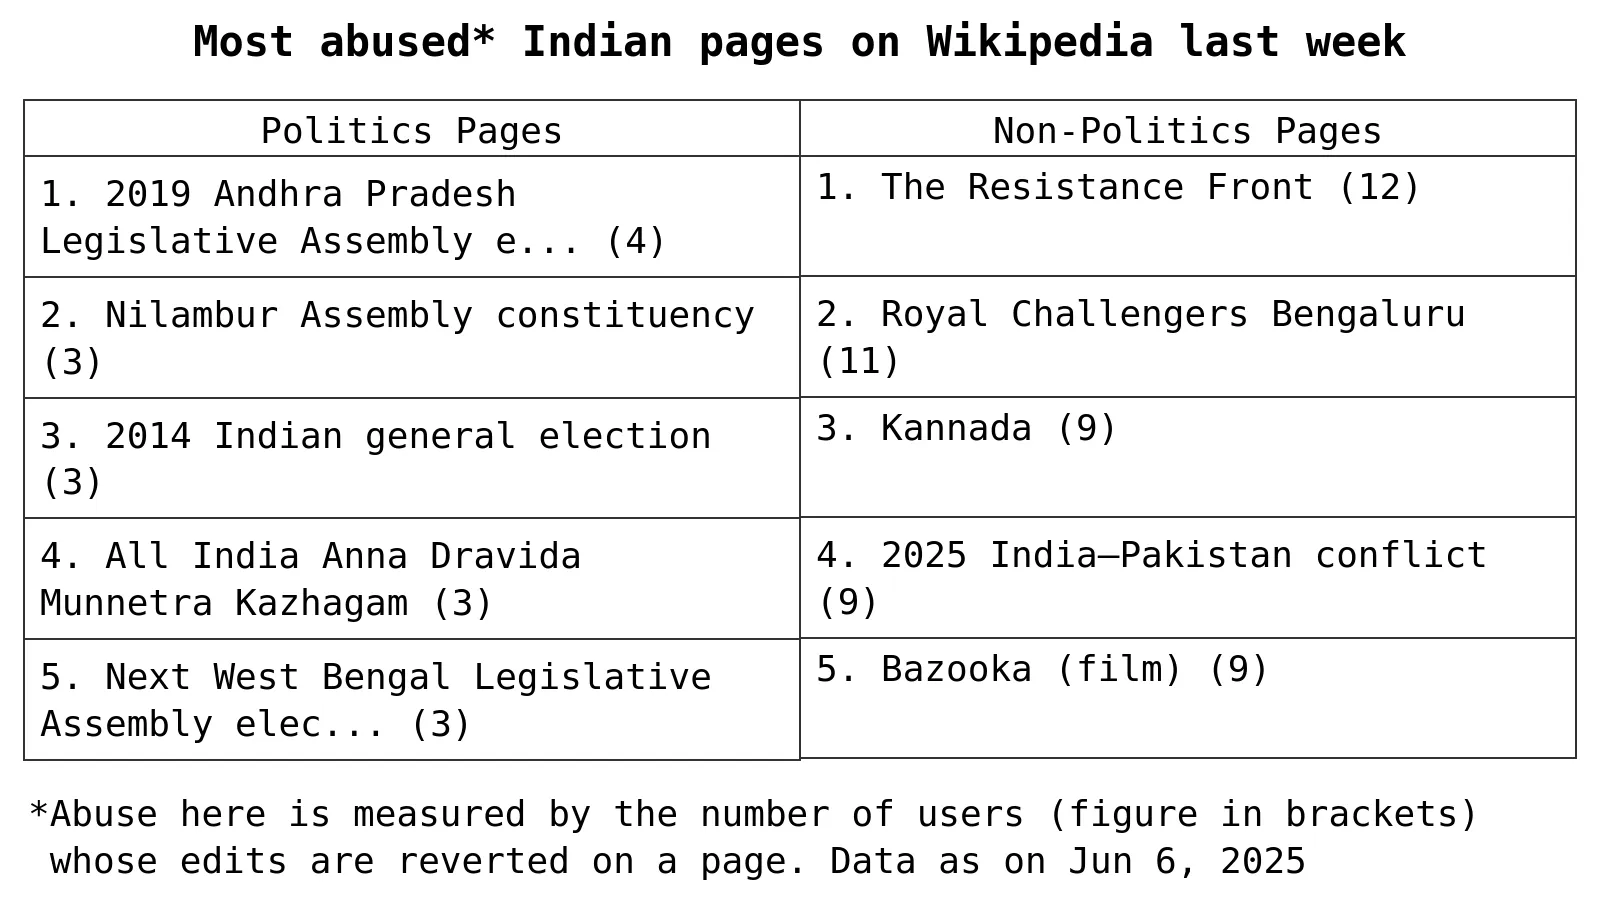 Most abused* Indian pages on Wikipedia last week
Politics Pages
1. 2019 Andhra Pradesh
Legislative Assembly e... (4)
2. Nilambur Assembly constituency
(3)
3. 2014 Indian general election
(3)
4. All India Anna Dravida
Munnetra Kazhagam (3)
5. Next West Bengal Legislative
Assembly elec... (3)
Non-Politics Pages
1. The Resistance Front (12)
2. Royal Challengers Bengaluru
(11)
3. Kannada (9)
4. 2025 India–Pakistan conflict
(9)
5. Bazooka (film) (9)
*Abuse here is measured by the number of users (figure in brackets)
whose edits are reverted on a page. Data as on Jun 6, 2025